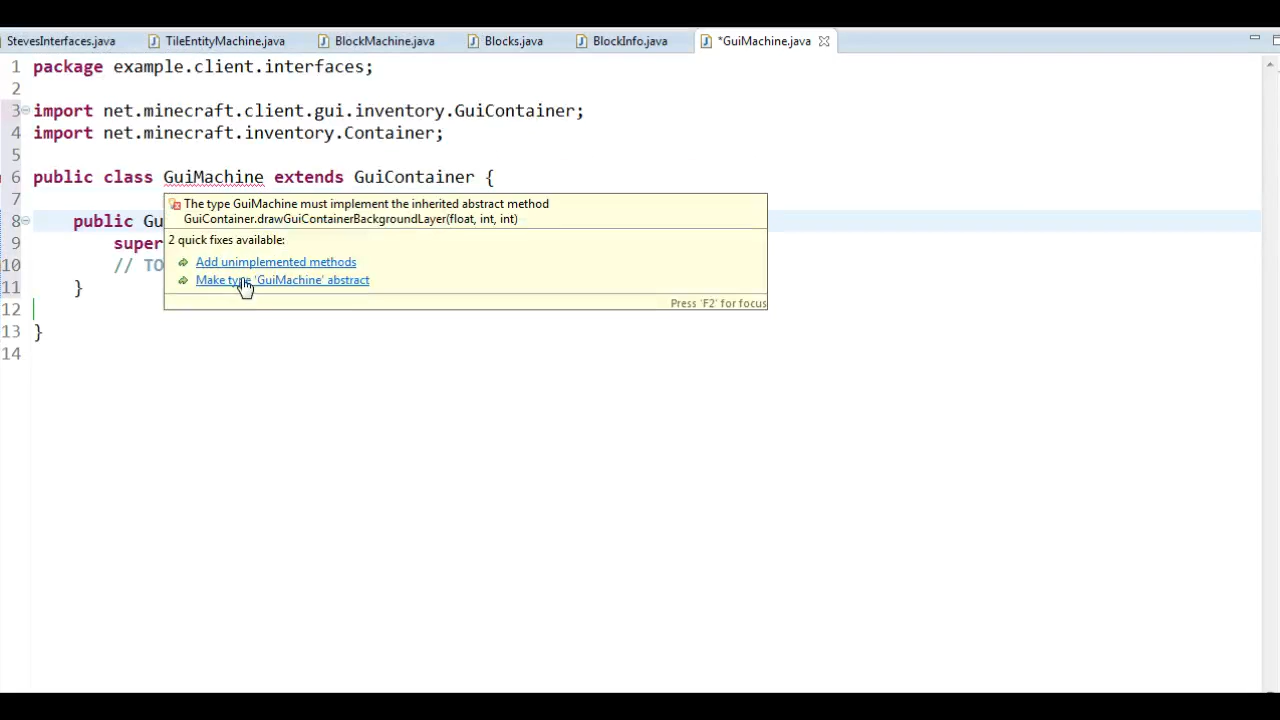 StevesInterfaces.java TileEntityMachine.java BlockMachine.java Blocks.java BlockInfo.java *GuiMachine.java
1 package example.client.interfaces;
2
3 import net.minecraft.client.gui.inventory.GuiContainer;
4 import net.minecraft.inventory.Container;
5
6 public class GuiMachine extends GuiContainer {
7
The type GuiMachine must implement the inherited abstract method
8 public Gu
GuiContainer.drawGuiContainerBackgroundLayer(float, int, int)
9 super
2 quick fixes available:
10 // TO
Add unimplemented methods
11 }
Make type 'GuiMachine' abstract
12
Press 'F2' for focus
13 }
14